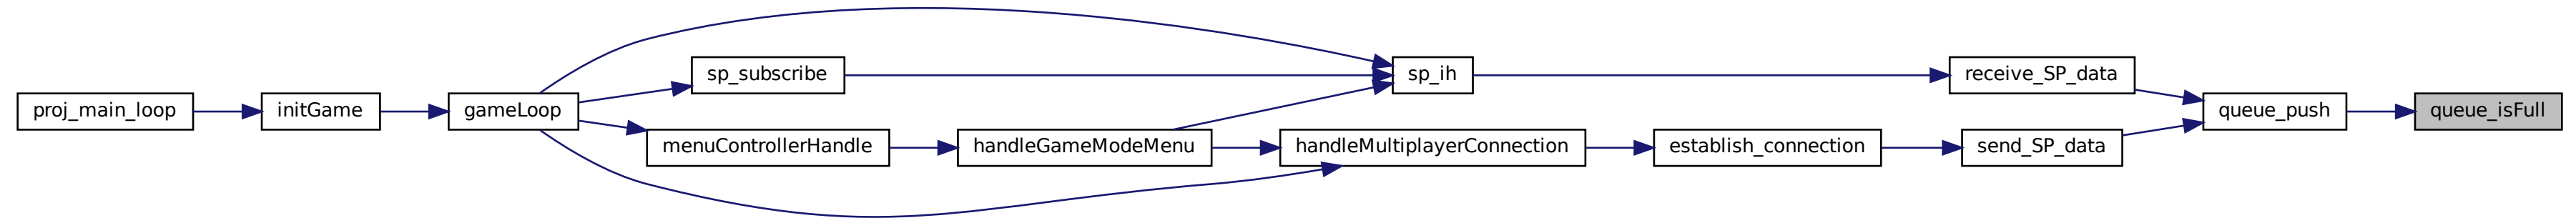 proj_main_loop
initGame
gameLoop
sp_subscribe
menuControllerHandle
handleGameModeMenu
sp_ih
handleMultiplayerConnection
establish_connection
receive_SP_data
send_SP_data
queue_push
queue_isFull